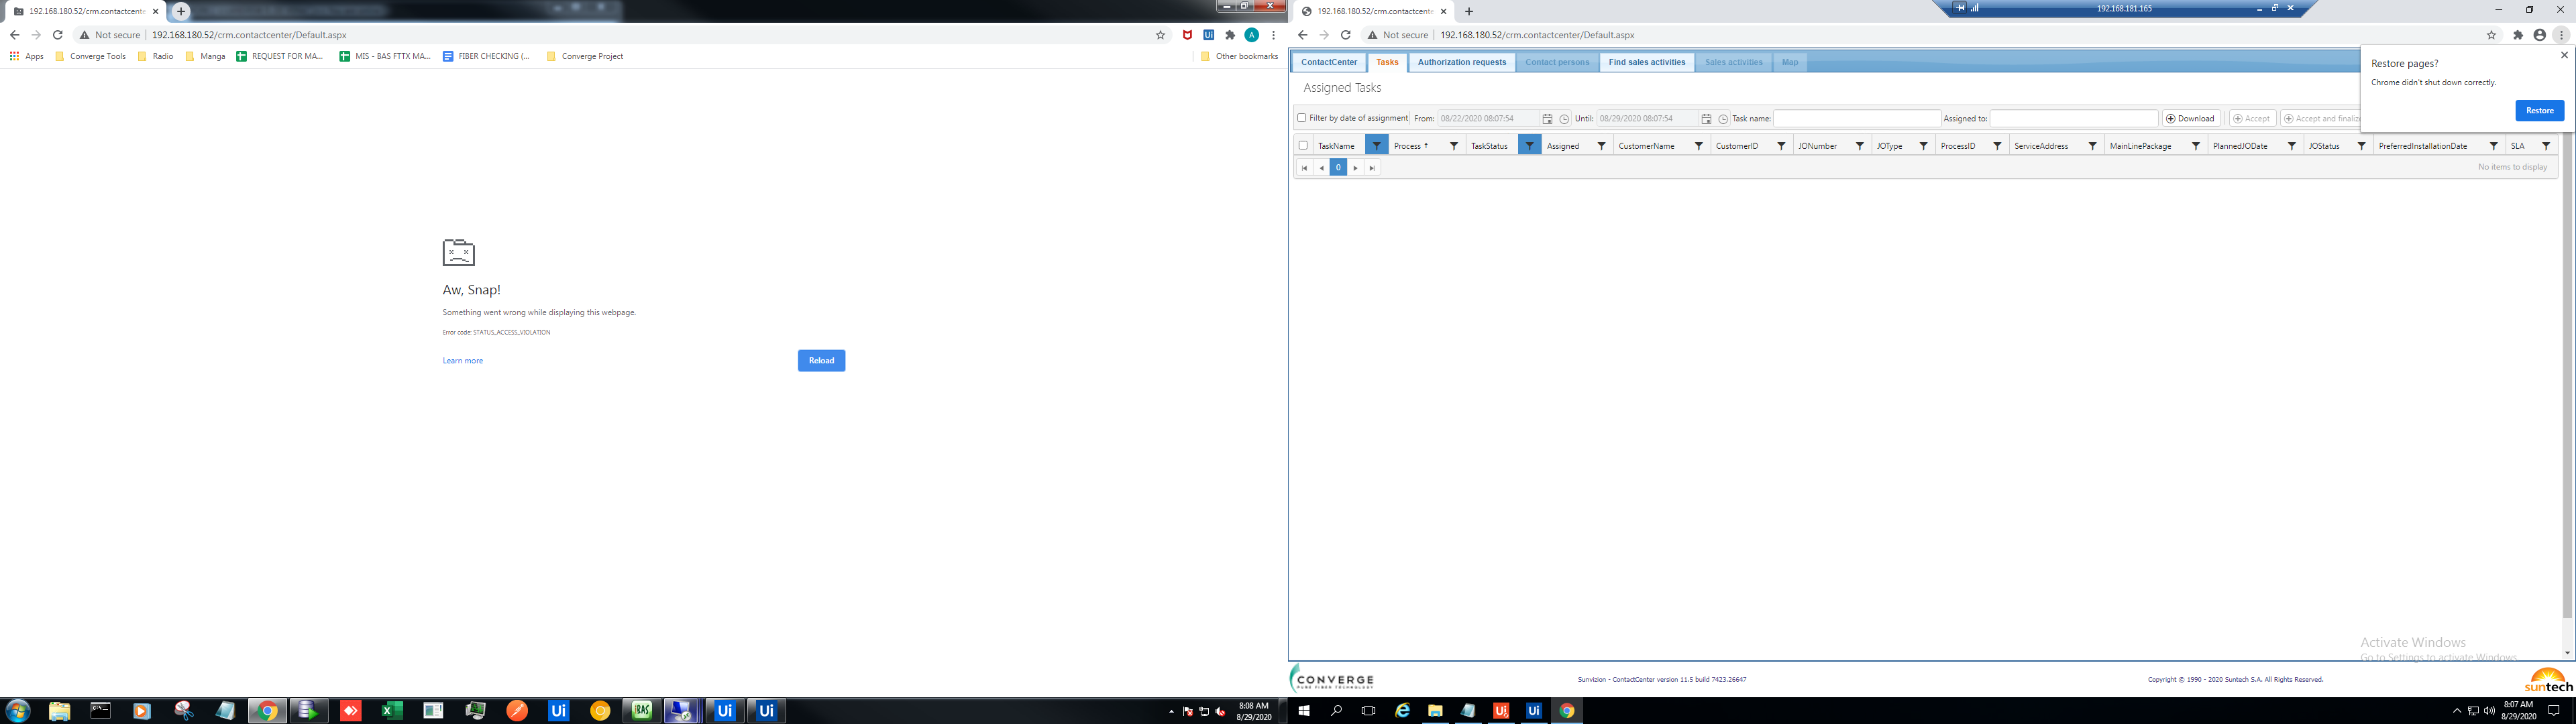 192.168.180.52/crm.contactcente
Not secure
192.168.180.52/crm.contactcenter/Default.aspx
A
Apps
Converge Tools
Radio
Manga
REQUEST FOR MA...
MIS - BAS FTTX MA...
FIBER CHECKING (...
Converge Project
Other bookmarks
Aw, Snap!
Something went wrong while displaying this webpage.
Error code: STATUS_ACCESS_VIOLATION
Learn more
Reload
8:08 AM
8/29/2020
192.168.180.52/crm.contactcente
192.168.181.165
Not secure
192.168.180.52/crm.contactcenter/Default.aspx
ContactCenter
Tasks
Authorization requests
Contact persons
Find sales activities
Sales activities
Map
Restore pages?
Chrome didn't shut down correctly.
Restore
Assigned Tasks
Filter by date of assignment
From:
08/22/2020 08:07:54
Until:
08/29/2020 08:07:54
Task name:
Assigned to:
Download
Accept
Accept and finalize
TaskName
Process
TaskStatus
Assigned
CustomerName
CustomerID
JONumber
JOType
ProcessID
ServiceAddress
MainLinePackage
PlannedJODate
JOStatus
PreferredInstallationDate
SLA
0
No items to display
Activate Windows
Go to Settings to activate Windows.
CONVERGE
PURE FIBER TECHNOLOGY
Sunvizion - ContactCenter version 11.5 build 7423.26647
Copyright © 1990 - 2020 Suntech S.A. All Rights Reserved.
suntech
8:07 AM
8/29/2020